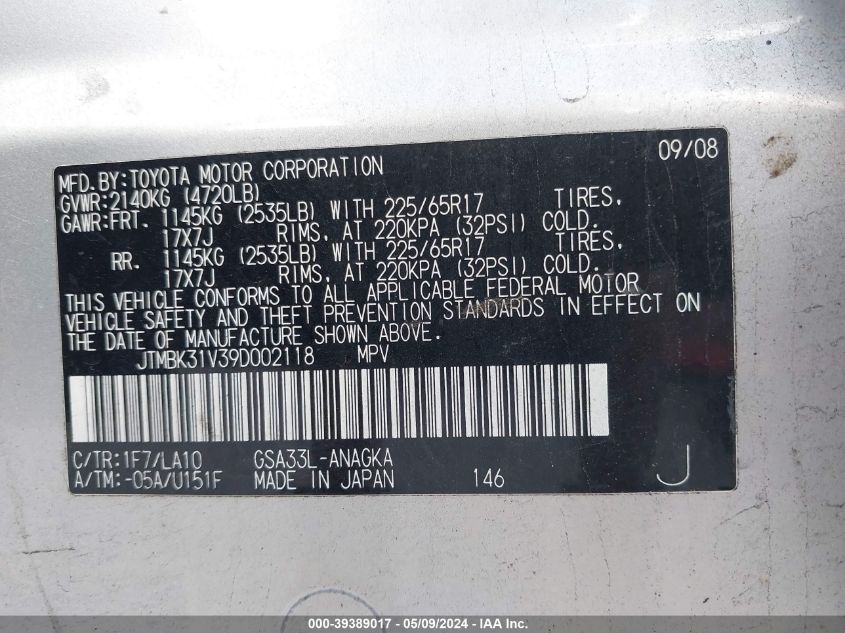 MFD.BY:TOYOTA MOTOR CORPORATION 09/08
GVWR:2140KG (4720LB)
GAWR:FRT. 1145KG (2535LB) WITH 225/65R17 TIRES,
17X7J RIMS, AT 220KPA (32PSI) COLD.
RR. 1145KG (2535LB) WITH 225/65R17 TIRES,
17X7J RIMS, AT 220KPA (32PSI) COLD.
THIS VEHICLE CONFORMS TO ALL APPLICABLE FEDERAL MOTOR
VEHICLE SAFETY AND THEFT PREVENTION STANDARDS IN EFFECT ON
THE DATE OF MANUFACTURE SHOWN ABOVE.
JTMBK31V39D002118 MPV
C/TR:1F7/LA10 GSA33L-ANAGKA
A/TM:-05A/U151F MADE IN JAPAN 146 J
000-39389017 - 05/09/2024 - IAA Inc.